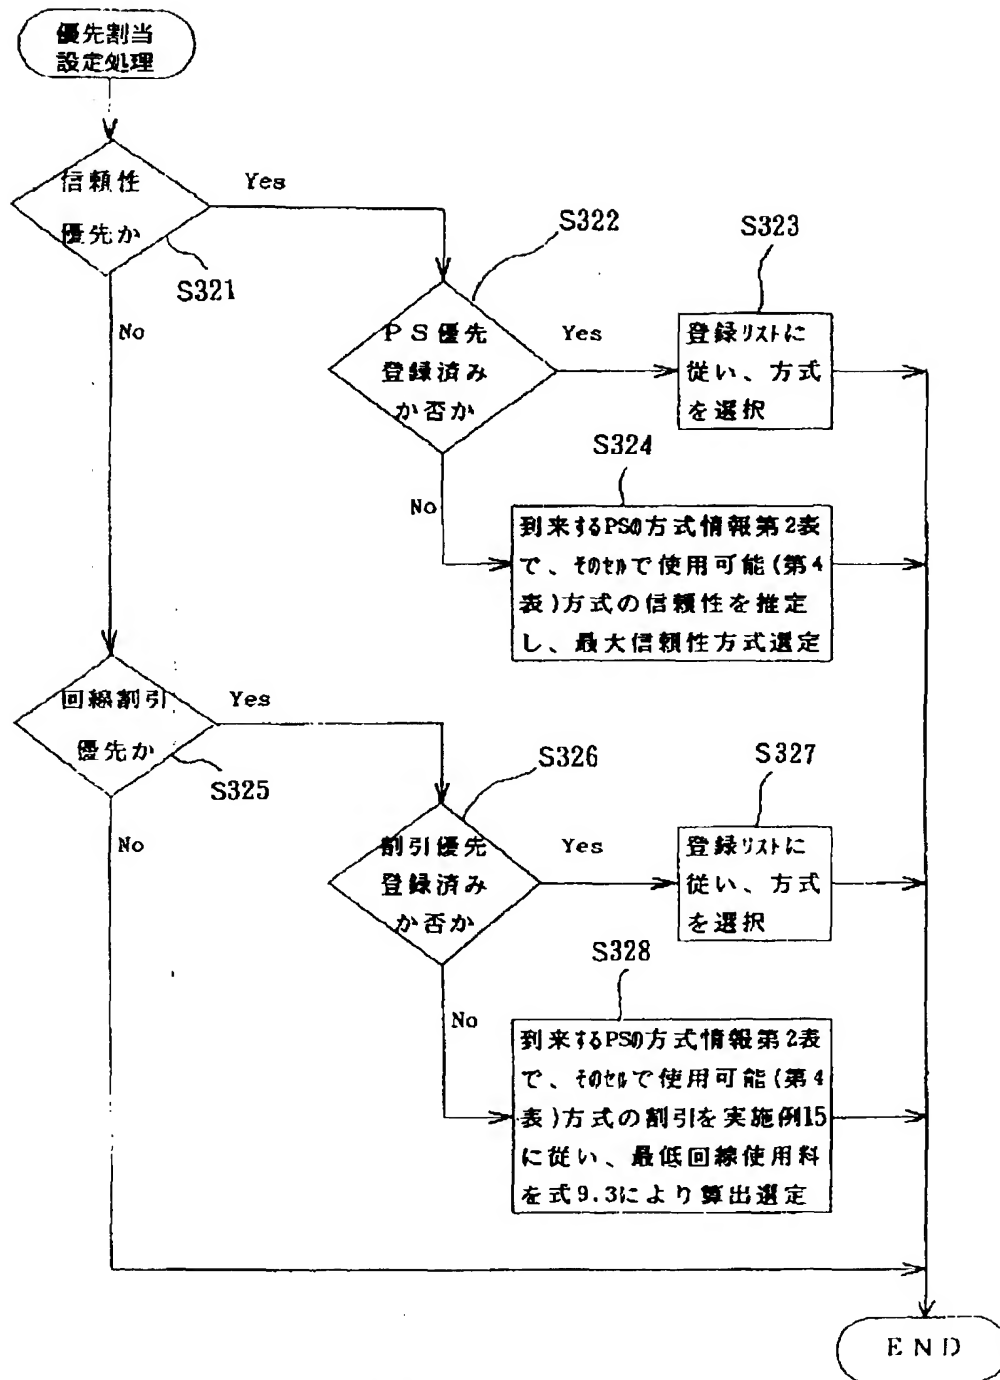 優先割当
設定処理
信頼性
優先か
Yes
S321
No
S322
PS優先
登録済み
か否か
Yes
No
S323
登録リストに
従い、方式
を選択
S324
到来するPSの方式情報第2表
で、そのセルで使用可能(第4
表)方式の信頼性を推定
し、最大信頼性方式選定
回線割引
優先か
Yes
S325
No
S326
割引優先
登録済み
か否か
Yes
No
S327
登録リストに
従い、方式
を選択
S328
到来するPSの方式情報第2表
で、そのセルで使用可能(第4
表)方式の割引を実施例15
に従い、最低回線使用料
を式9.3により算出選定
END